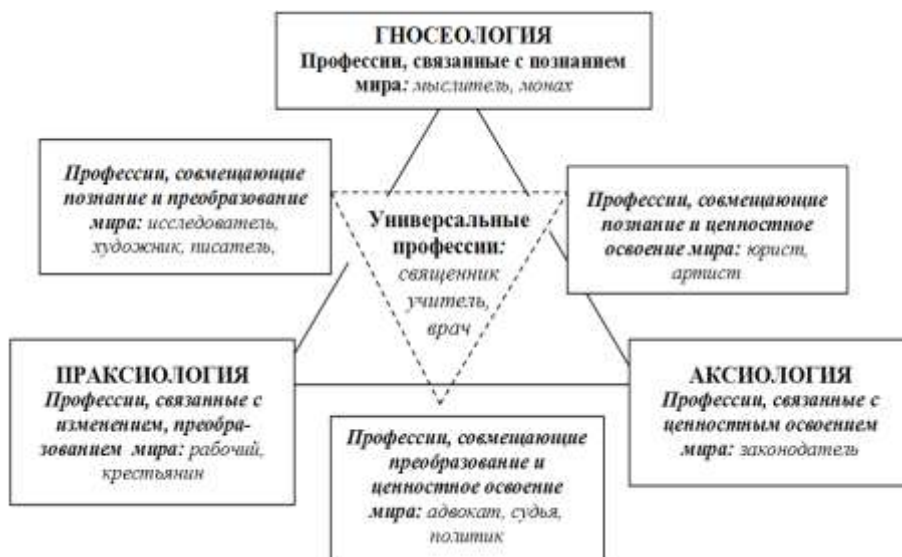 ГНОСЕОЛОГИЯ
Профессии, связанные с познанием
мира: мыслитель, монах
Профессии, совмещающие
познание и преобразование
мира: исследователь,
художник, писатель,
Универсальные
профессии:
священник
учитель,
врач
Профессии, совмещающие
познание и ценностное
освоение мира: юрист,
артист
ПРАКСИОЛОГИЯ
Профессии, связанные с
изменением, преобра-
зованием мира: рабочий,
крестьянин
АКСИОЛОГИЯ
Профессии, связанные с
ценностным освоением
мира: законодатель
Профессии, совмещающие
преобразование и
ценностное освоение
мира: адвокат, судья,
политик